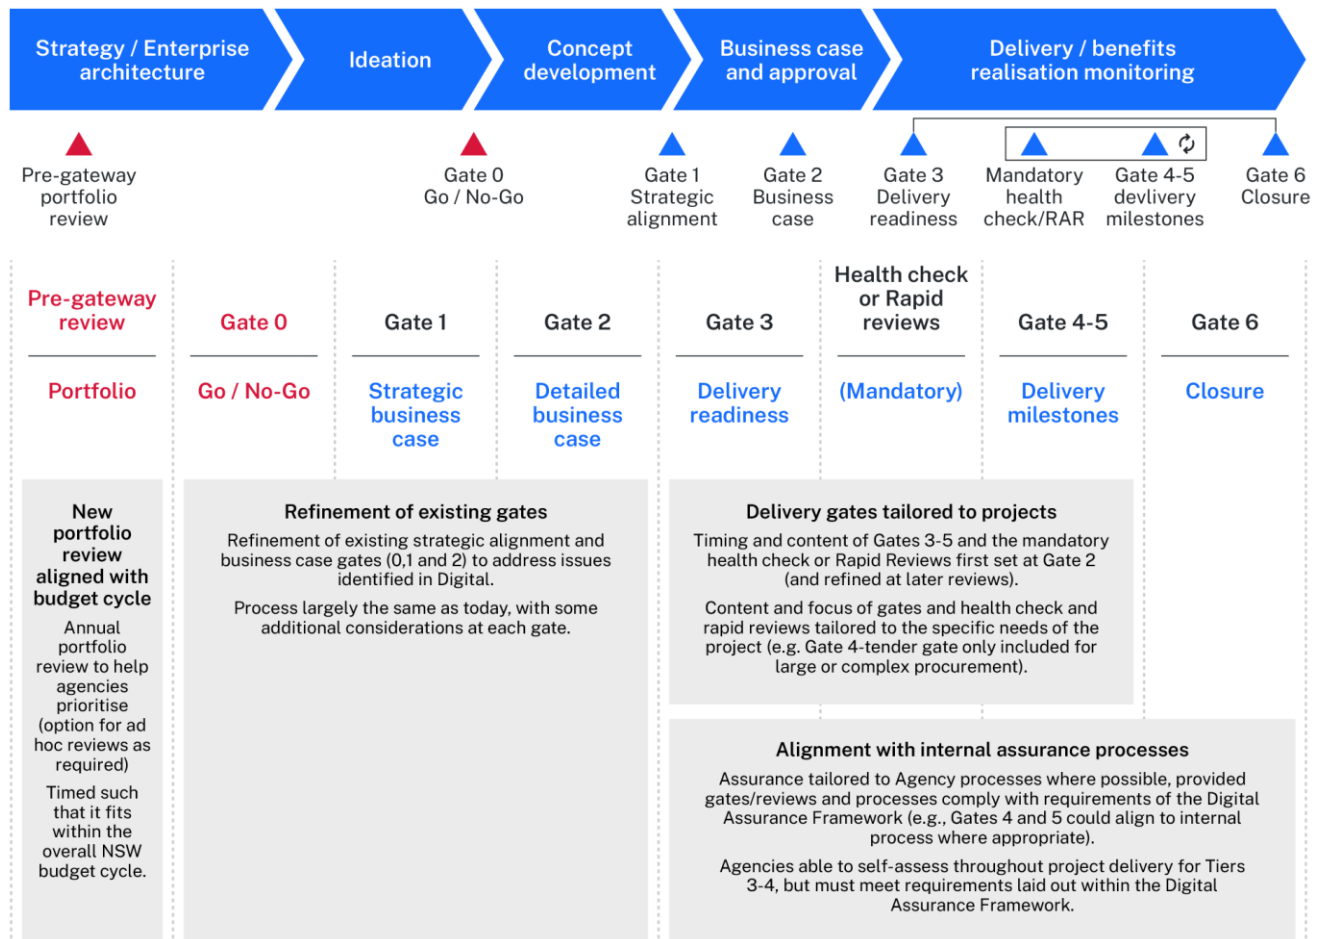 Strategy / Enterprise
architecture
Ideation
Concept
development
Business case
and approval
Delivery / benefits
realisation monitoring
Pre-gateway
portfolio
review
Gate 0
Go / No-Go
Gate 1
Strategic
alignment
Gate 2
Business
case
Gate 3
Delivery
readiness
Mandatory
health
check/RAR
Gate 4-5
devlivery
milestones
Gate 6
Closure
Pre-gateway
review
Portfolio
Gate 0
Go / No-Go
Gate 1
Strategic
business
case
Gate 2
Detailed
business
case
Gate 3
Delivery
readiness
Health check
or Rapid
reviews
(Mandatory)
Gate 4-5
Delivery
milestones
Gate 6
Closure
New
portfolio
review
aligned with
budget cycle
Annual
portfolio
review to help
agencies
prioritise
(option for ad
hoc reviews as
required)
Timed such
that it fits
within the
overall NSW
budget cycle.
Refinement of existing gates
Refinement of existing strategic alignment and
business case gates (0,1 and 2) to address issues
identified in Digital.
Process largely the same as today, with some
additional considerations at each gate.
Delivery gates tailored to projects
Timing and content of Gates 3-5 and the mandatory
health check or Rapid Reviews first set at Gate 2
(and refined at later reviews).
Content and focus of gates and health check and
rapid reviews tailored to the specific needs of the
project (e.g. Gate 4-tender gate only included for
large or complex procurement).
Alignment with internal assurance processes
Assurance tailored to Agency processes where possible, provided
gates/reviews and processes comply with requirements of the Digital
Assurance Framework (e.g., Gates 4 and 5 could align to internal
process where appropriate).
Agencies able to self-assess throughout project delivery for Tiers
3-4, but must meet requirements laid out within the Digital
Assurance Framework.